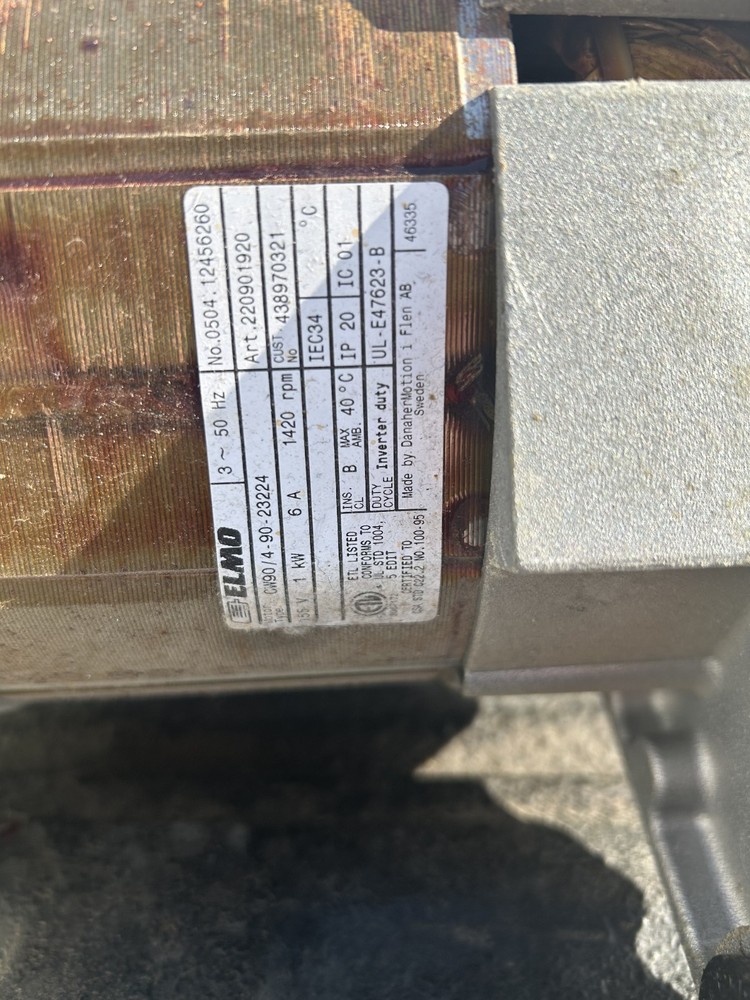 ELMO 3 ~ 50 Hz No.0504:12456260
Type CW90/4-90-23224 Art.220901920
V 1 kW 6 A 1420 rpm CUST. No 438970321
IEC34 °C
ETL LISTED CONFORMS TO UL STD 1004, 5 EDIT
INS. CL B MAX AMB. 40 °C IP 20 IC 01
DUTY CYCLE Inverter duty UL-E47623-B
CERTIFIED TO CSA STD C22.2 NO.100-95
Made by DanaherMotion i Flen AB, Sweden 46335